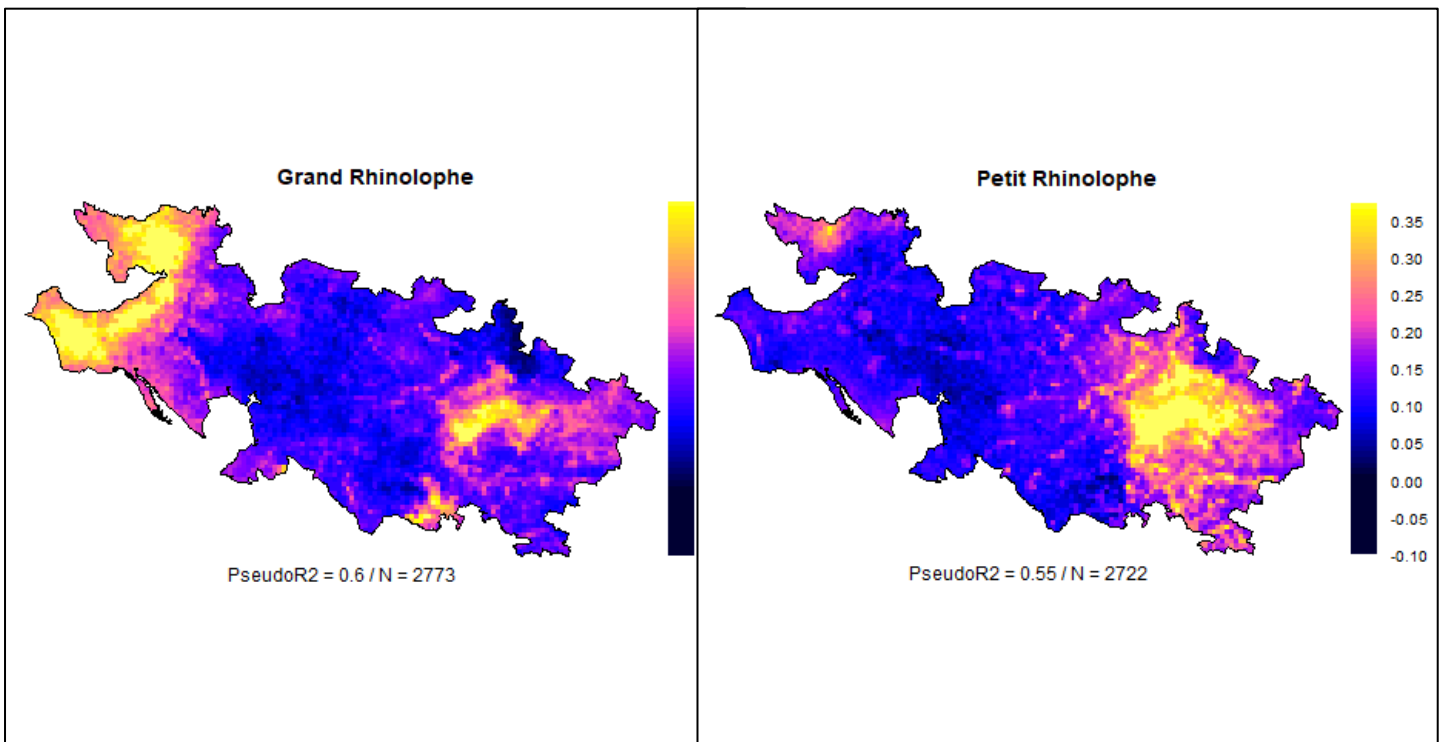 Grand Rhinolophe
PseudoR2 = 0.6 / N = 2773
Petit Rhinolophe
0.35
0.30
0.25
0.20
0.15
0.10
0.05
0.00
-0.05
-0.10
PseudoR2 = 0.55 / N = 2722